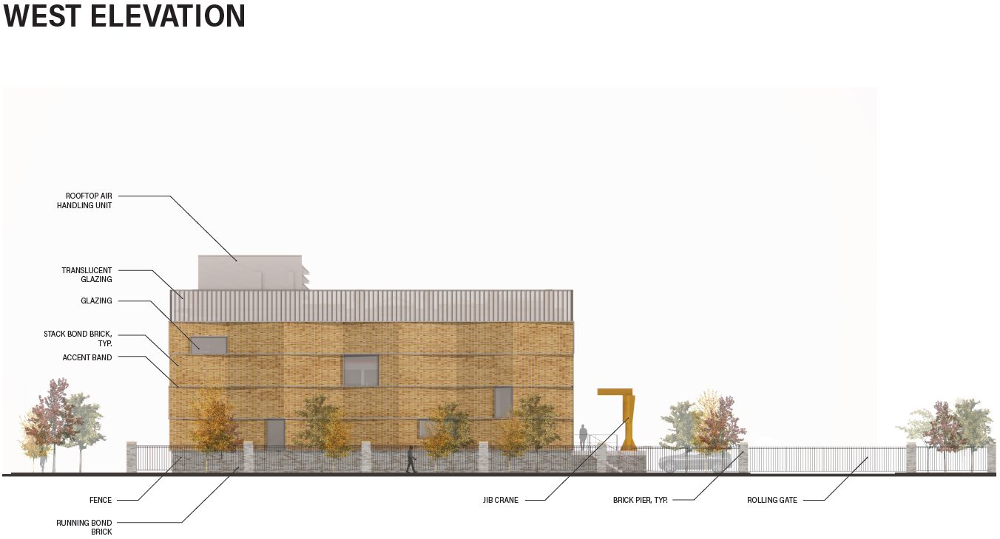 WEST ELEVATION
ROOFTOP AIR
HANDLING UNIT
TRANSLUCENT
GLAZING
GLAZING
STACK BOND BRICK,
TYP.
ACCENT BAND
FENCE
JIB CRANE
BRICK PIER, TYP.
ROLLING GATE
RUNNING BOND
BRICK